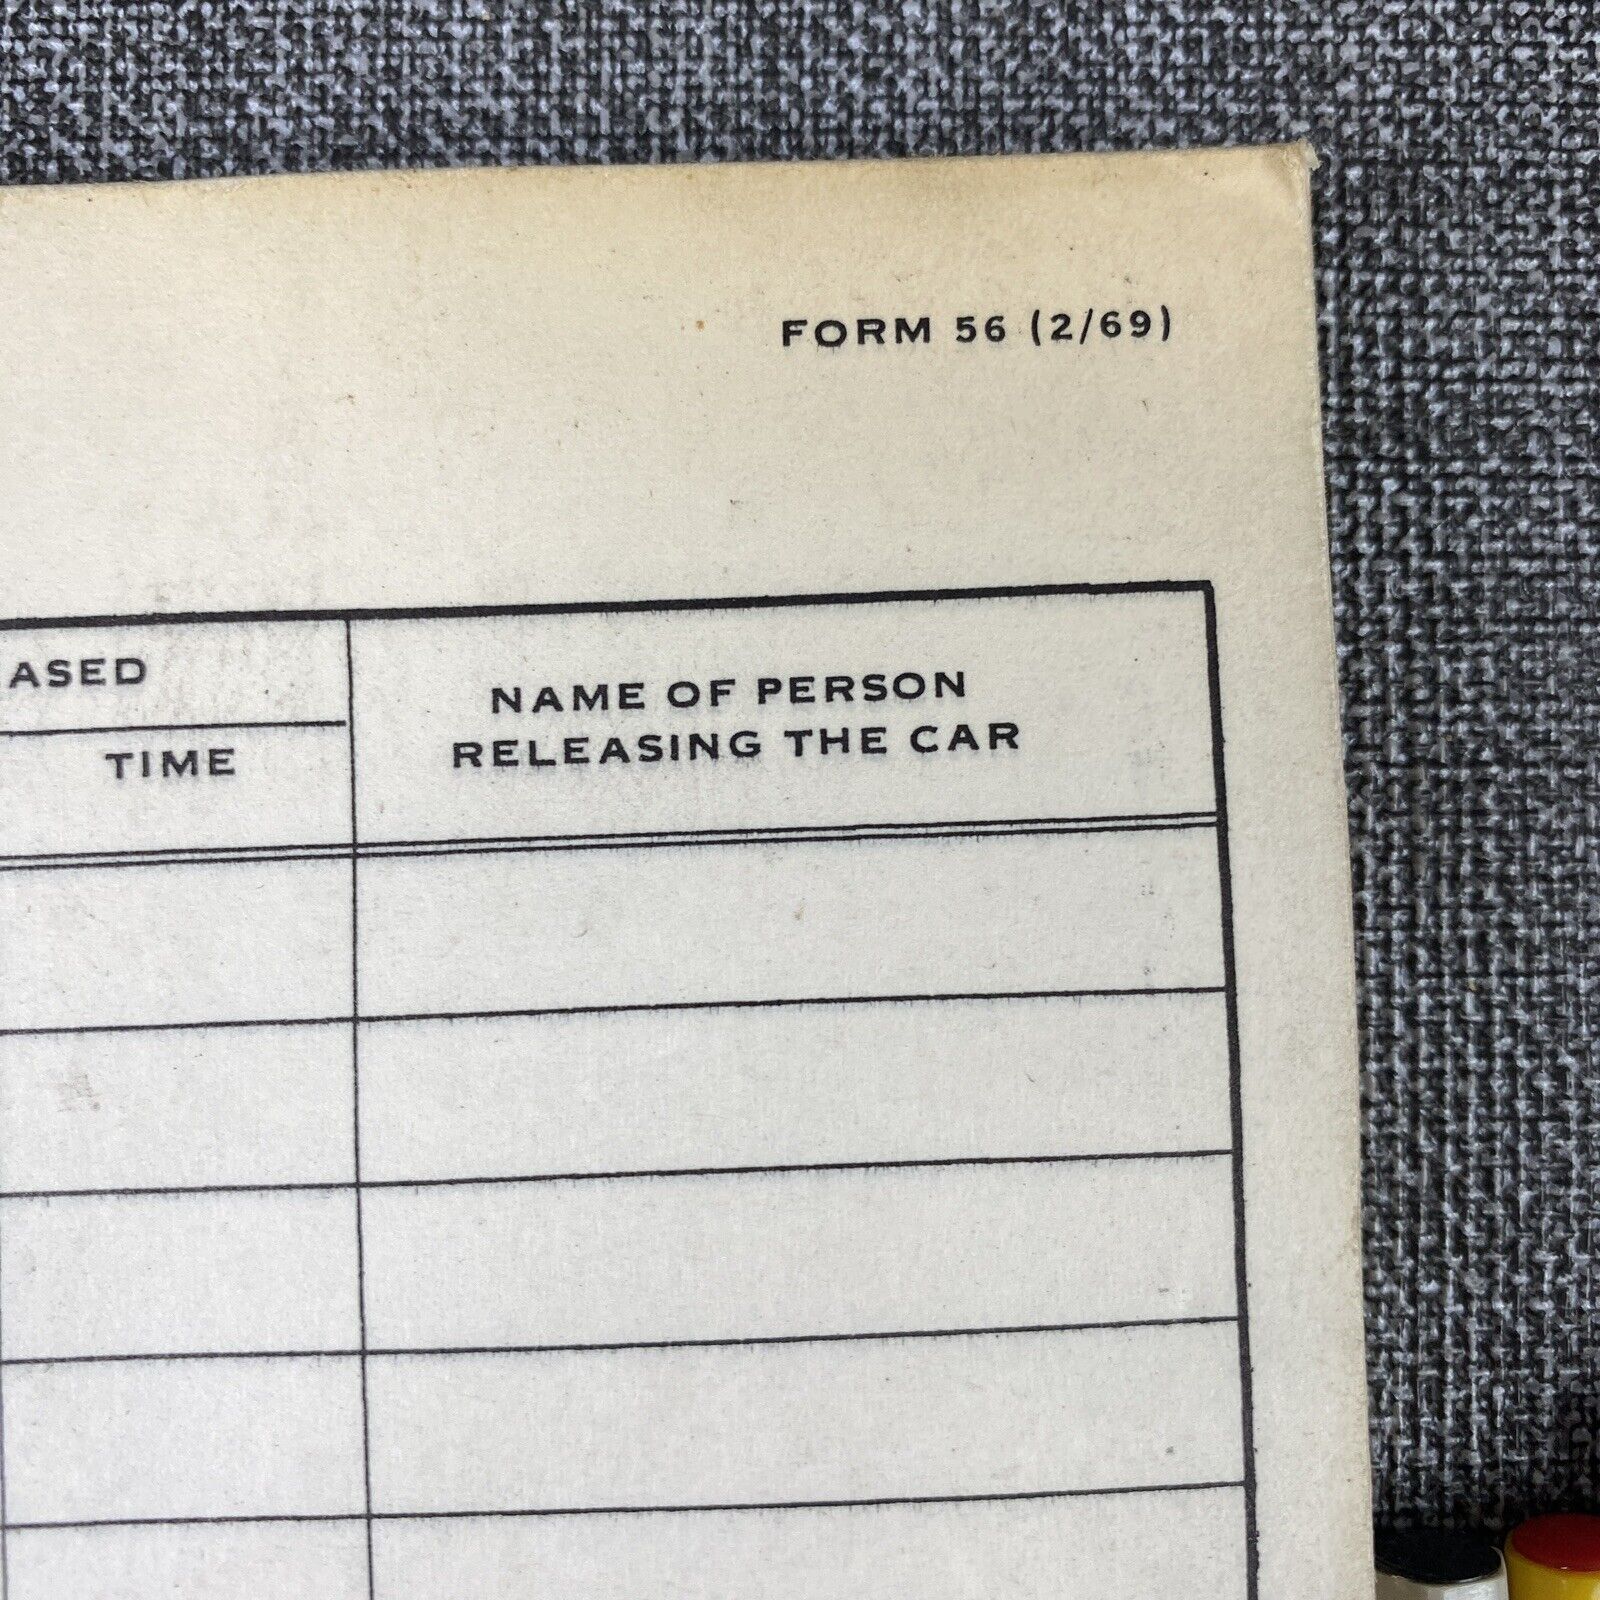 FORM 56 (2/69)
ASED
TIME
NAME OF PERSON
RELEASING THE CAR